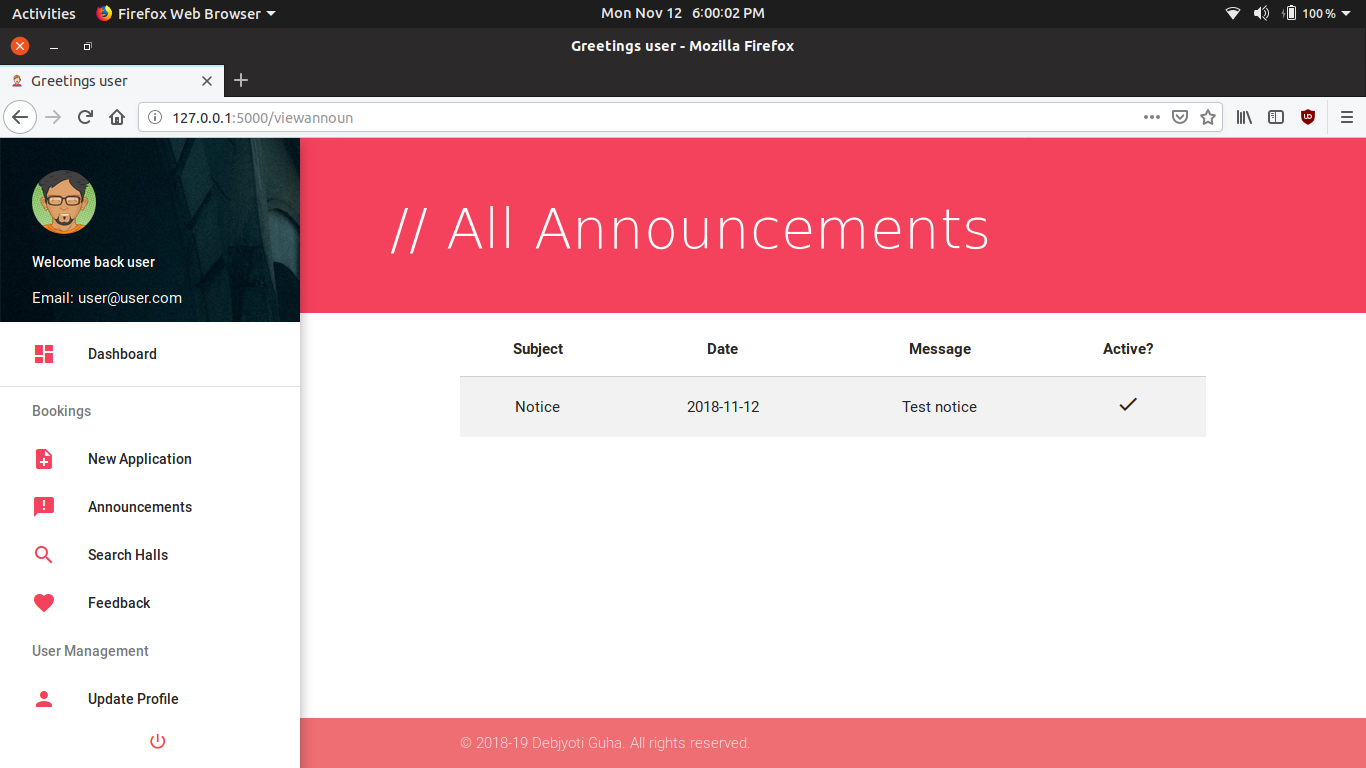 Activities Firefox Web Browser Mon Nov 12 6:00:02 PM 100 %
Greetings user - Mozilla Firefox
Greetings user
127.0.0.1:5000/viewannoun
Welcome back user
Email: user@user.com
Dashboard
Bookings
New Application
Announcements
Search Halls
Feedback
User Management
Update Profile
// All Announcements
Subject Date Message Active?
Notice 2018-11-12 Test notice
© 2018-19 Debjyoti Guha. All rights reserved.